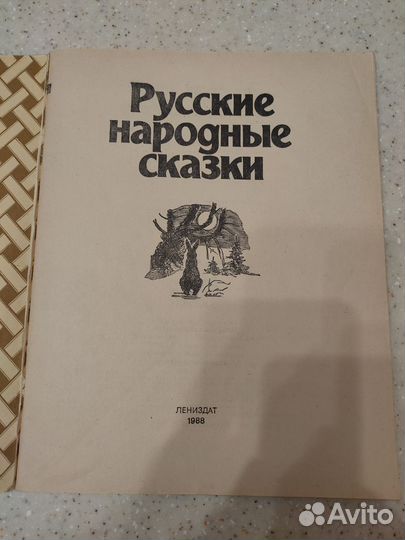 Русские
народные
сказки
ЛЕНИЗДАТ
1988
Avito